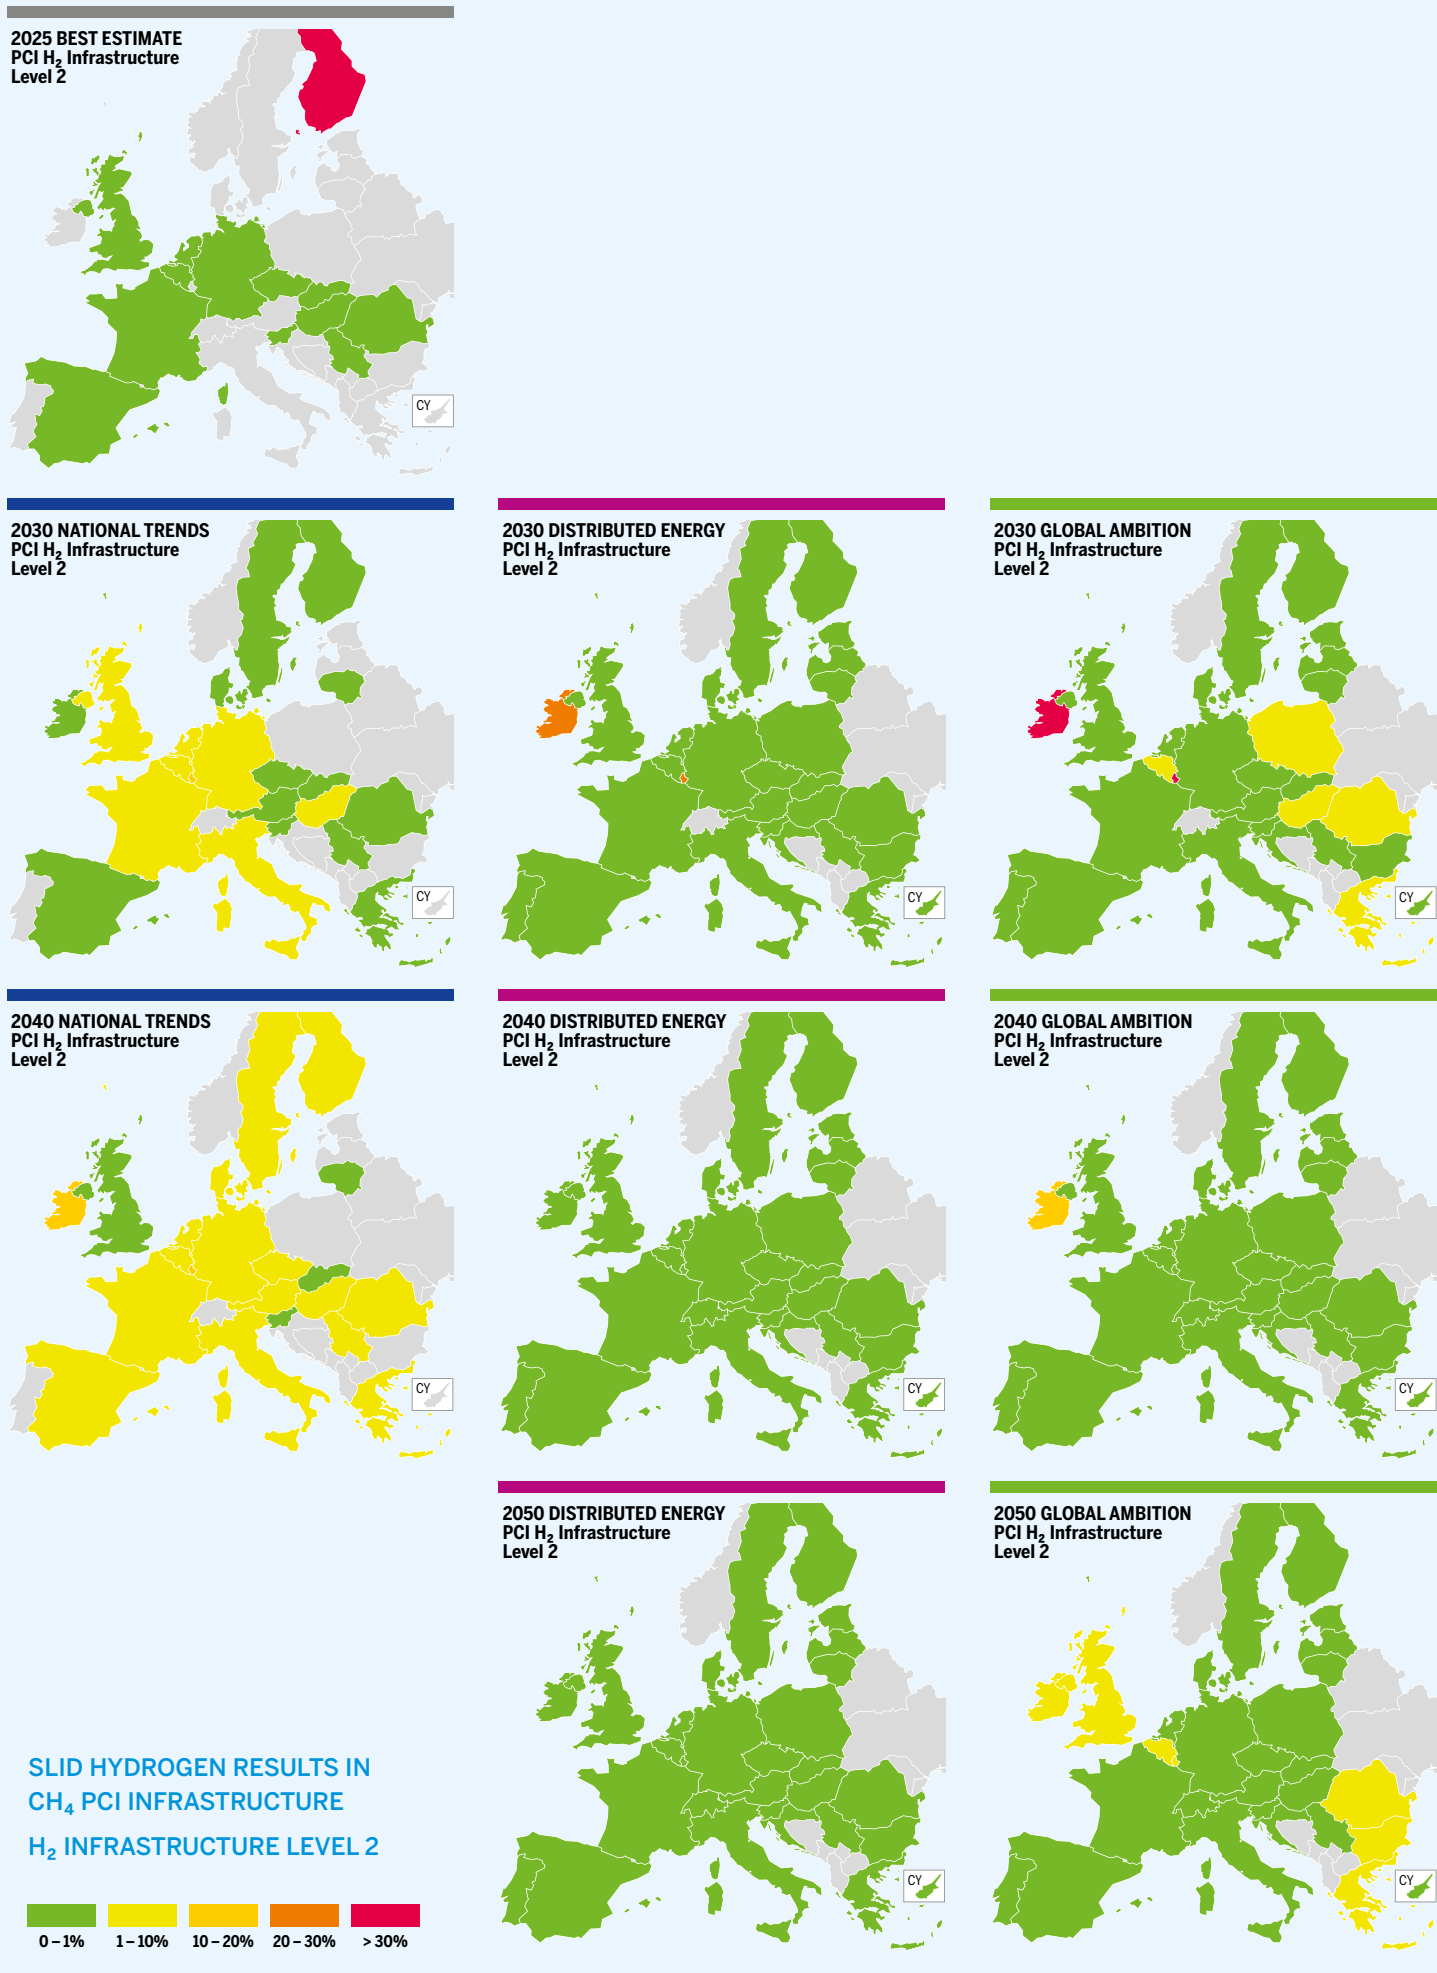 2025 BEST ESTIMATE
PCI H₂ Infrastructure
Level 2
CY
2030 NATIONAL TRENDS
PCI H₂ Infrastructure
Level 2
CY
2030 DISTRIBUTED ENERGY
PCI H₂ Infrastructure
Level 2
CY
2030 GLOBAL AMBITION
PCI H₂ Infrastructure
Level 2
CY
2040 NATIONAL TRENDS
PCI H₂ Infrastructure
Level 2
CY
2040 DISTRIBUTED ENERGY
PCI H₂ Infrastructure
Level 2
CY
2040 GLOBAL AMBITION
PCI H₂ Infrastructure
Level 2
CY
2050 DISTRIBUTED ENERGY
PCI H₂ Infrastructure
Level 2
CY
2050 GLOBAL AMBITION
PCI H₂ Infrastructure
Level 2
CY
SLID HYDROGEN RESULTS IN
CH₄ PCI INFRASTRUCTURE
H₂ INFRASTRUCTURE LEVEL 2
0 – 1% 1 – 10% 10 – 20% 20 – 30% > 30%